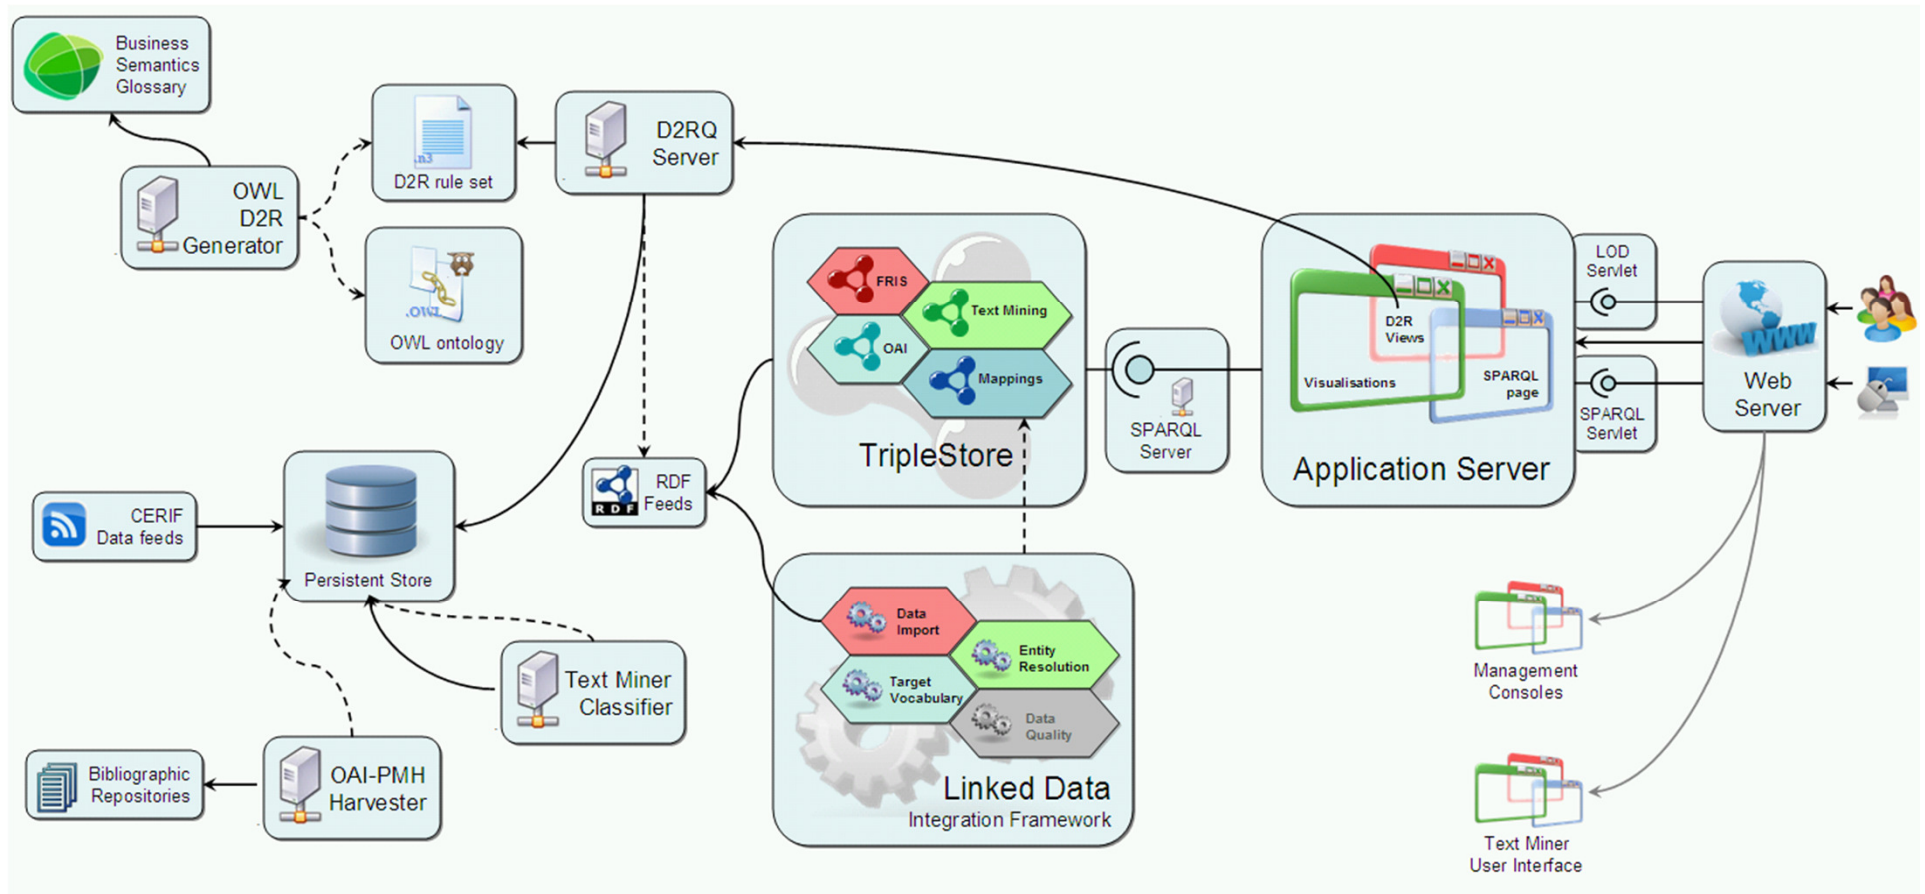 Business
Semantics
Glossary
OWL
D2R
Generator
.n3
D2R rule set
.OWL
OWL ontology
D2RQ
Server
CERIF
Data feeds
Persistent Store
RDF
RDF
Feeds
Text Miner
Classifier
Bibliographic
Repositories
OAI-PMH
Harvester
FRIS
Text Mining
OAI
Mappings
TripleStore
SPARQL
Server
Data
Import
Entity
Resolution
Target
Vocabulary
Data
Quality
Linked Data
Integration Framework
D2R
Views
Visualisations
SPARQL
page
Application Server
LOD
Servlet
SPARQL
Servlet
WWW
Web
Server
Management
Consoles
Text Miner
User Interface